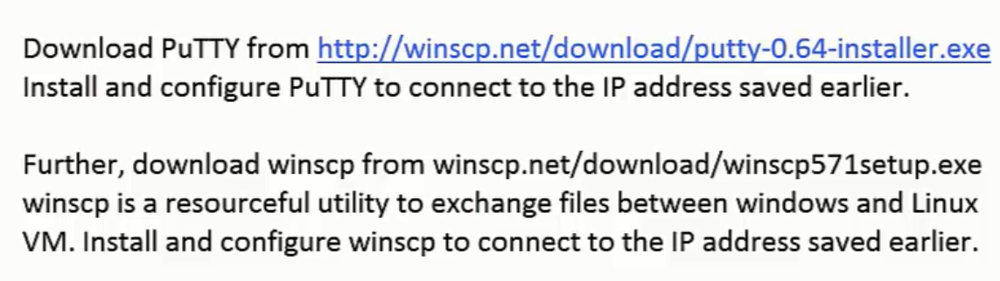 Download PuTTY from http://winscp.net/download/putty-0.64-installer.exe
Install and configure PuTTY to connect to the IP address saved earlier.
Further, download winscp from winscp.net/download/winscp571setup.exe
winscp is a resourceful utility to exchange files between windows and Linux
VM. Install and configure winscp to connect to the IP address saved earlier.